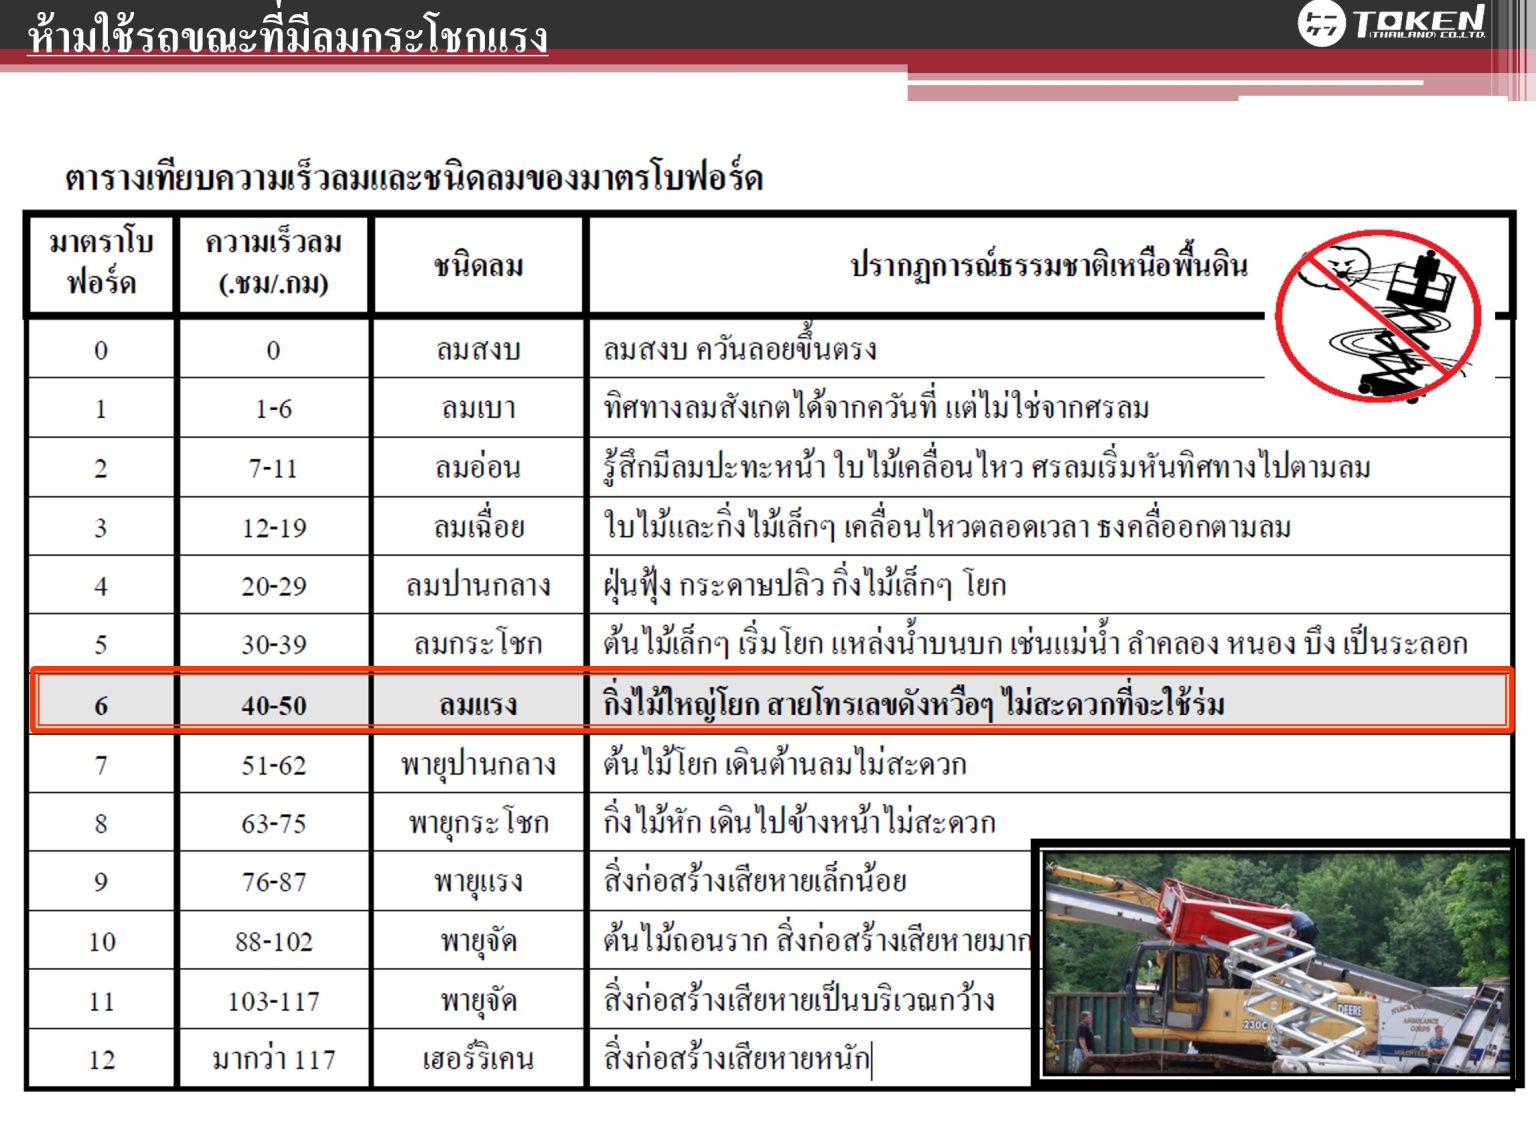 ห้ามใช้รถขณะที่มีลมกระโชกแรง
TOKEN
(THAILAND) CO.,LTD.
ตารางเทียบความเร็วลมและชนิดลมของมาตรโบฟอร์ด
มาตราโบ
ฟอร์ด
ความเร็วลม
(.ชม/.กม)
ชนิดลม
ปรากฏการณ์ธรรมชาติเหนือพื้นดิน
0 0 ลมสงบ ลมสงบ ควันลอยขึ้นตรง
1 1-6 ลมเบา ทิศทางลมสังเกตได้จากควันที่ แต่ไม่ใช่จากศรลม
2 7-11 ลมอ่อน รู้สึกมีลมปะทะหน้า ใบไม้เคลื่อนไหว ศรลมเริ่มหันทิศทางไปตามลม
3 12-19 ลมเฉื่อย ใบไม้และกิ่งไม้เล็กๆ เคลื่อนไหวตลอดเวลา ธงคลื่ออกตามลม
4 20-29 ลมปานกลาง ฝุ่นฟุ้ง กระดาษปลิว กิ่งไม้เล็กๆ โยก
5 30-39 ลมกระโชก ต้นไม้เล็กๆ เริ่มโยก แหล่งน้ำบนบก เช่นแม่น้ำ ลำคลอง หนอง บึง เป็นระลอก
6 40-50 ลมแรง กิ่งไม้ใหญ่โยก สายโทรเลขดังหวือๆ ไม่สะดวกที่จะใช้ร่ม
7 51-62 พายุปานกลาง ต้นไม้โยก เดินต้านลมไม่สะดวก
8 63-75 พายุกระโชก กิ่งไม้หัก เดินไปข้างหน้าไม่สะดวก
9 76-87 พายุแรง สิ่งก่อสร้างเสียหายเล็กน้อย
10 88-102 พายุจัด ต้นไม้ถอนราก สิ่งก่อสร้างเสียหายมาก
11 103-117 พายุจัด สิ่งก่อสร้างเสียหายเป็นบริเวณกว้าง
12 มากว่า 117 เฮอร์ริเคน สิ่งก่อสร้างเสียหายหนัก
DEERE
230C
AMBULANCE
CORPS